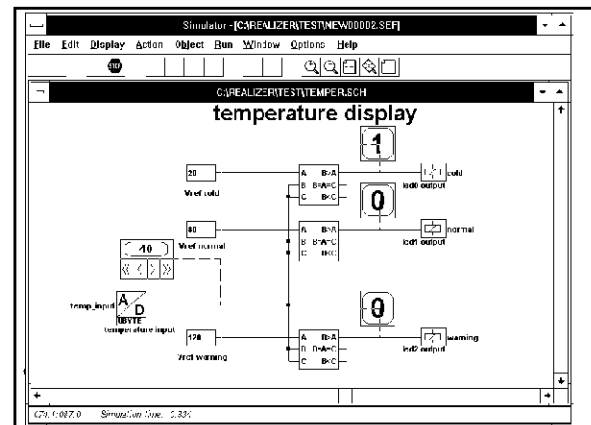 Simulator -[C:\REALIZER\TEST\NEW00002.SEF]
File Edit Display Action Object Run Window Options Help
C:\REALIZER\TEST\TEMPER.SCH
temperature display
1
20
A B>A
B B=A=C
C B<C
cold
led0 output
Vref cold
0
80
A B>A
B B=A=C
C B<C
normal
led1 output
Vref normal
40
« < > »
temp_input
A
D
UBYTE
temperature input
0
120
A B>A
B B=A=C
C B<C
warning
led2 output
Vref warning
Simulation time: